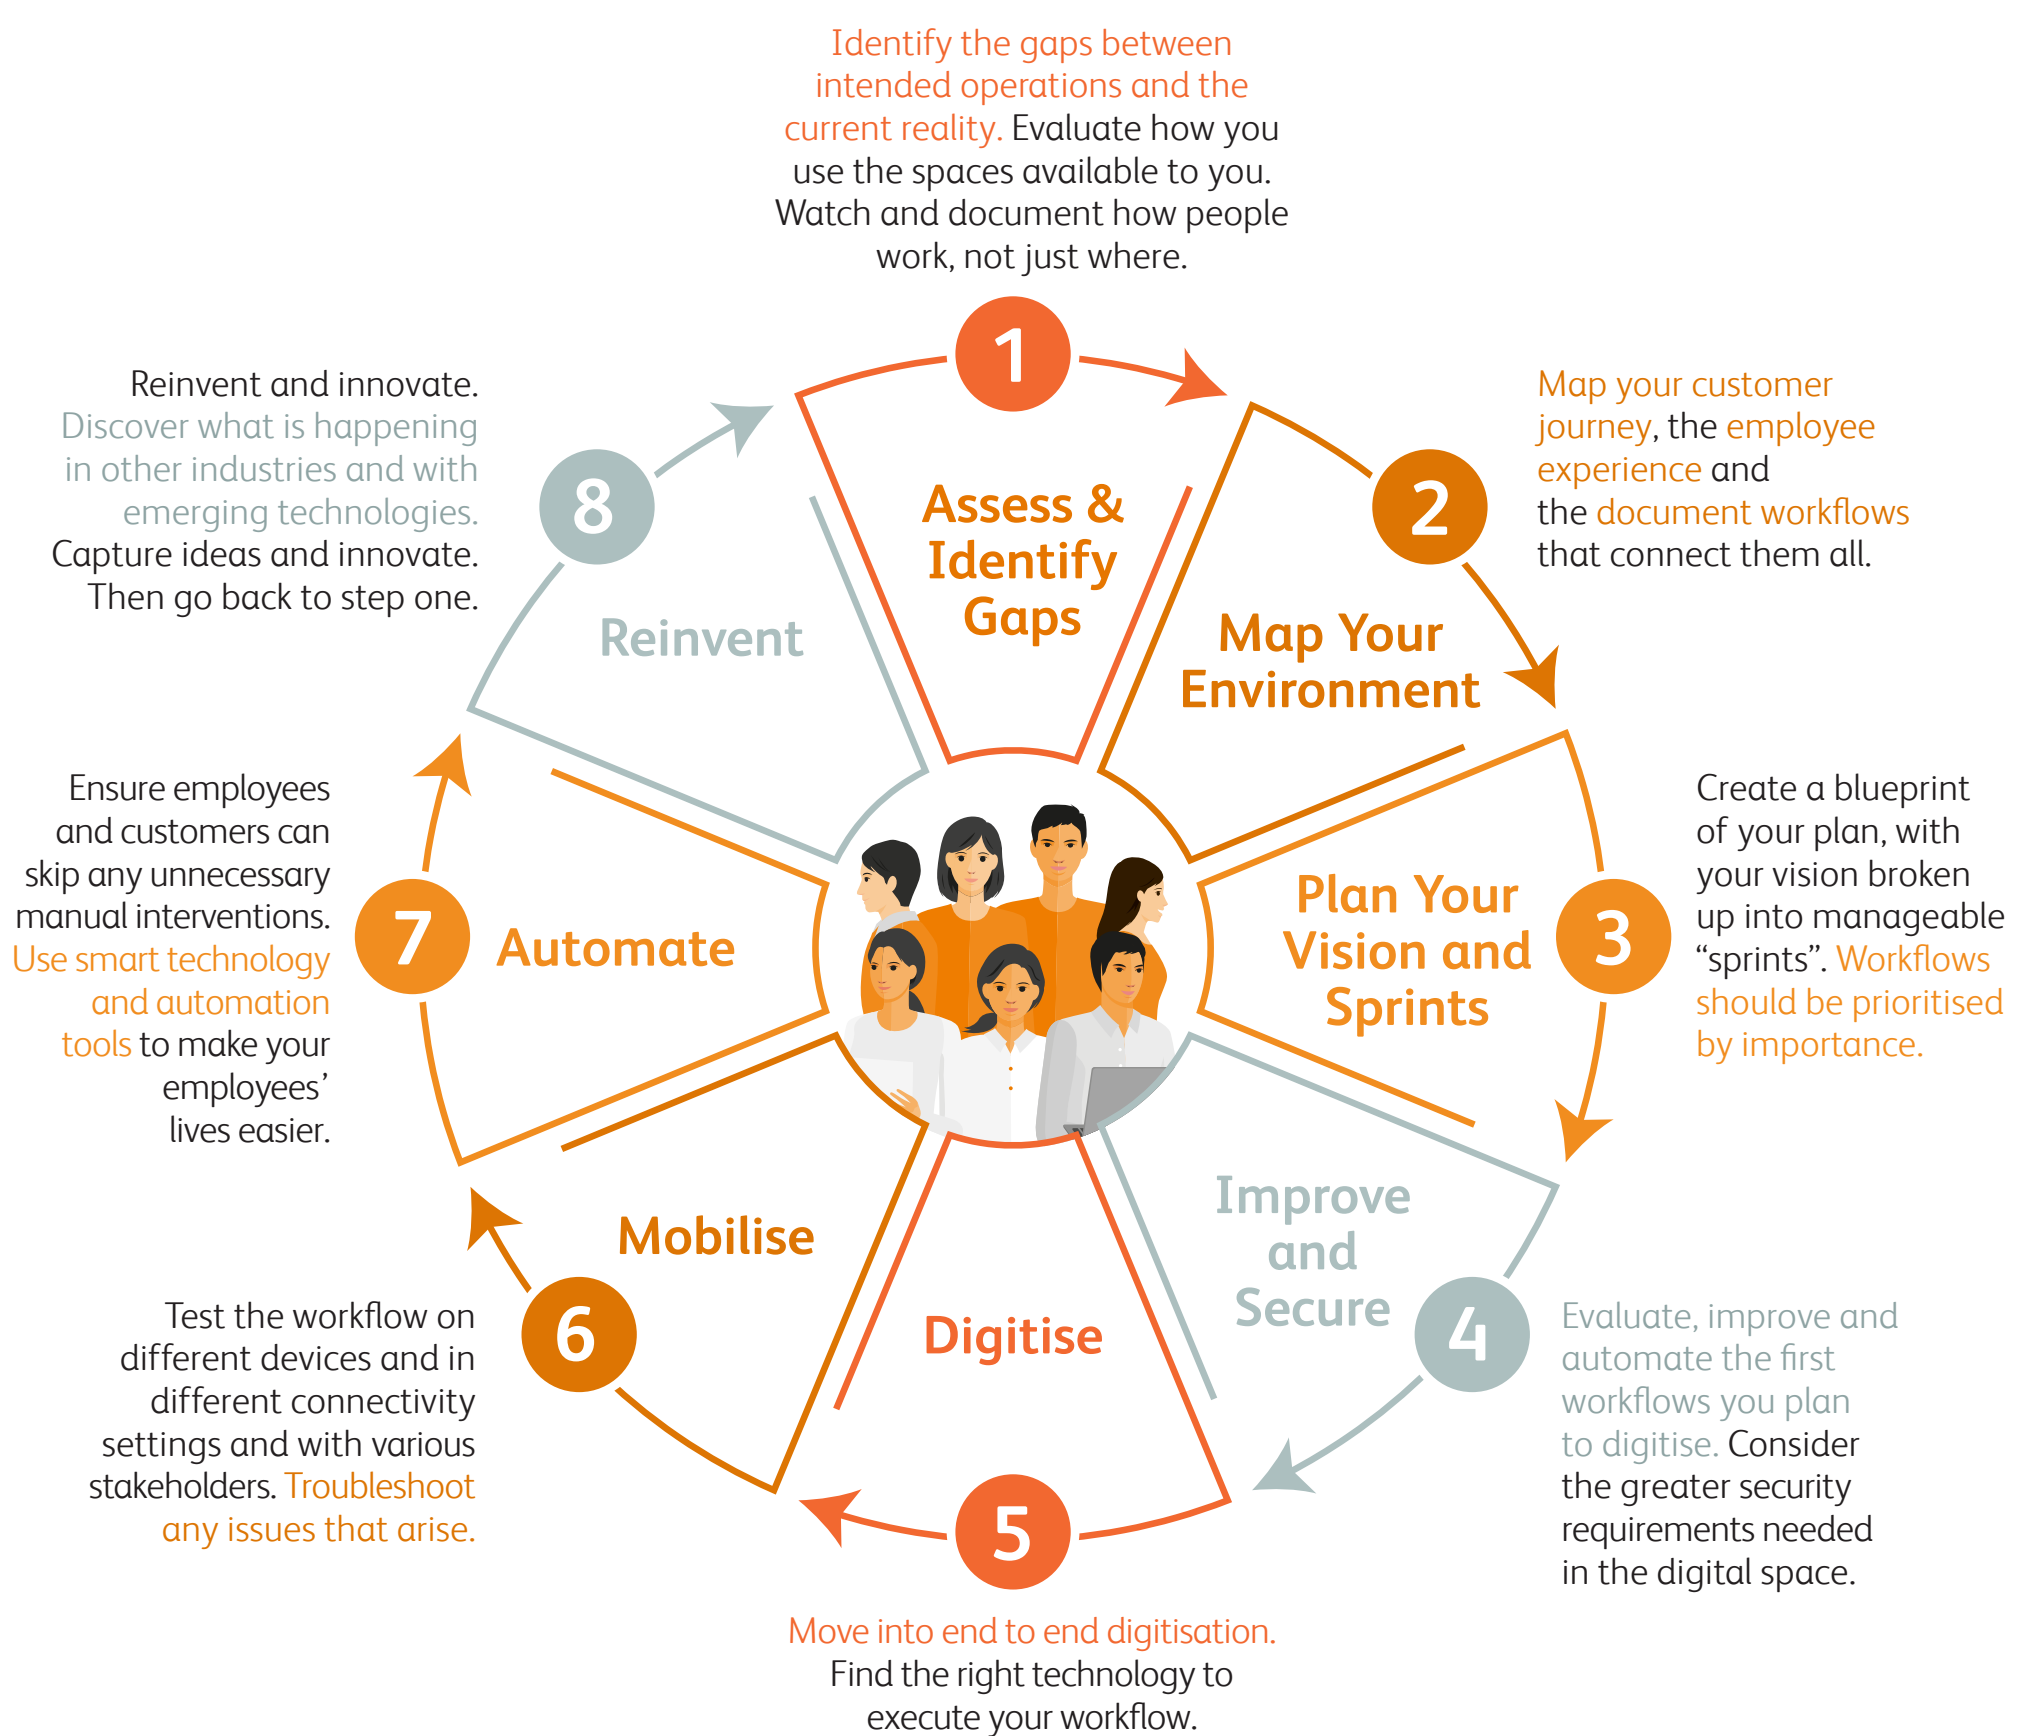 Identify the gaps between
intended operations and the
current reality. Evaluate how you
use the spaces available to you.
Watch and document how people
work, not just where.
1
Assess &
Identify
Gaps
2
Map Your
Environment
Map your customer
journey, the employee
experience and
the document workflows
that connect them all.
3
Plan Your
Vision and
Sprints
Create a blueprint
of your plan, with
your vision broken
up into manageable
“sprints”. Workflows
should be prioritised
by importance.
4
Improve
and
Secure
Evaluate, improve and
automate the first
workflows you plan
to digitise. Consider
the greater security
requirements needed
in the digital space.
5
Digitise
Move into end to end digitisation.
Find the right technology to
execute your workflow.
6
Mobilise
Test the workflow on
different devices and in
different connectivity
settings and with various
stakeholders. Troubleshoot
any issues that arise.
7
Automate
Ensure employees
and customers can
skip any unnecessary
manual interventions.
Use smart technology
and automation
tools to make your
employees’
lives easier.
8
Reinvent
Reinvent and innovate.
Discover what is happening
in other industries and with
emerging technologies.
Capture ideas and innovate.
Then go back to step one.